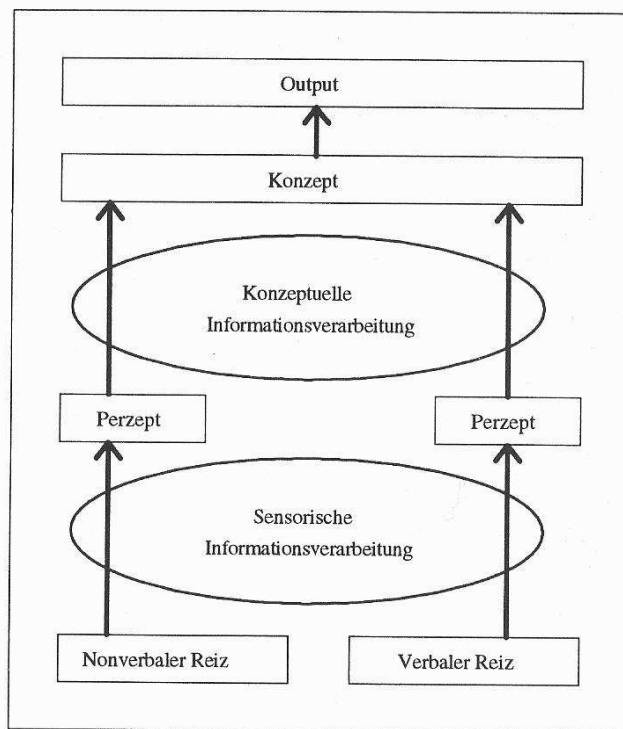 Output
Konzept
Konzeptuelle
Informationsverarbeitung
Perzept
Perzept
Sensorische
Informationsverarbeitung
Nonverbaler Reiz
Verbaler Reiz